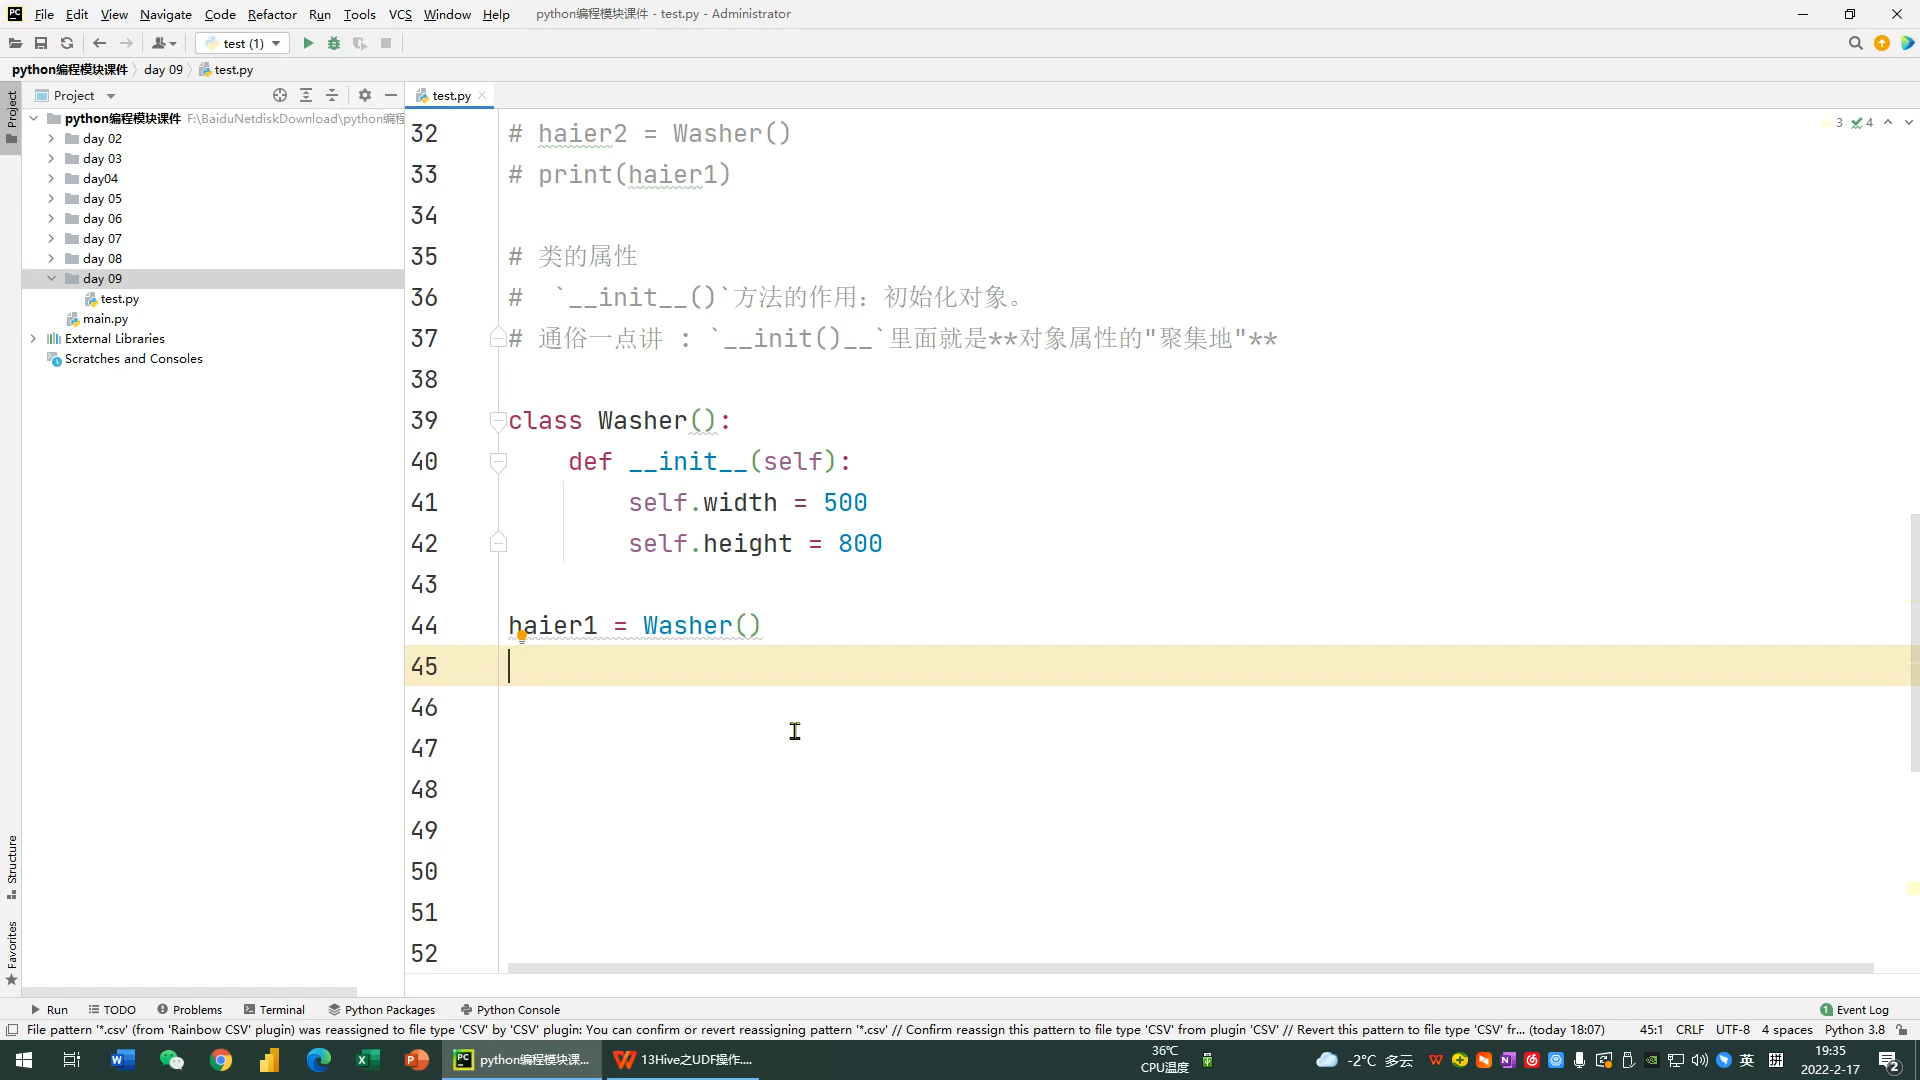 File Edit View Navigate Code Refactor Run Tools VCS Window Help python编程模块课件 - test.py - Administrator
test (1)
python编程模块课件 day 09 test.py
Project
test.py
python编程模块课件 F:\BaiduNetdiskDownload\python编程
day 02
day 03
day04
day 05
day 06
day 07
day 08
day 09
test.py
main.py
External Libraries
Scratches and Consoles
Project
Structure
Favorites
3 4
32 # haier2 = Washer()
33 # print(haier1)
34
35 # 类的属性
36 #  `__init__()`方法的作用：初始化对象。
37 # 通俗一点讲 : `__init()__`里面就是**对象属性的"聚集地"**
38
39 class Washer():
40     def __init__(self):
41         self.width = 500
42         self.height = 800
43
44 haier1 = Washer()
45
46
47
48
49
50
51
52
Run TODO Problems Terminal Python Packages Python Console 1 Event Log
File pattern '*.csv' (from 'Rainbow CSV' plugin) was reassigned to file type 'CSV' by 'CSV' plugin: You can confirm or revert reassigning pattern '*.csv' // Confirm reassign this pattern to file type 'CSV' from plugin 'CSV' // Revert this pattern to file type 'CSV' fr... (today 18:07) 45:1 CRLF UTF-8 4 spaces Python 3.8
python编程模块课... 13Hive之UDF操作.... 36℃ CPU温度 -2°C 多云 英 拼 19:35 2022-2-17 2